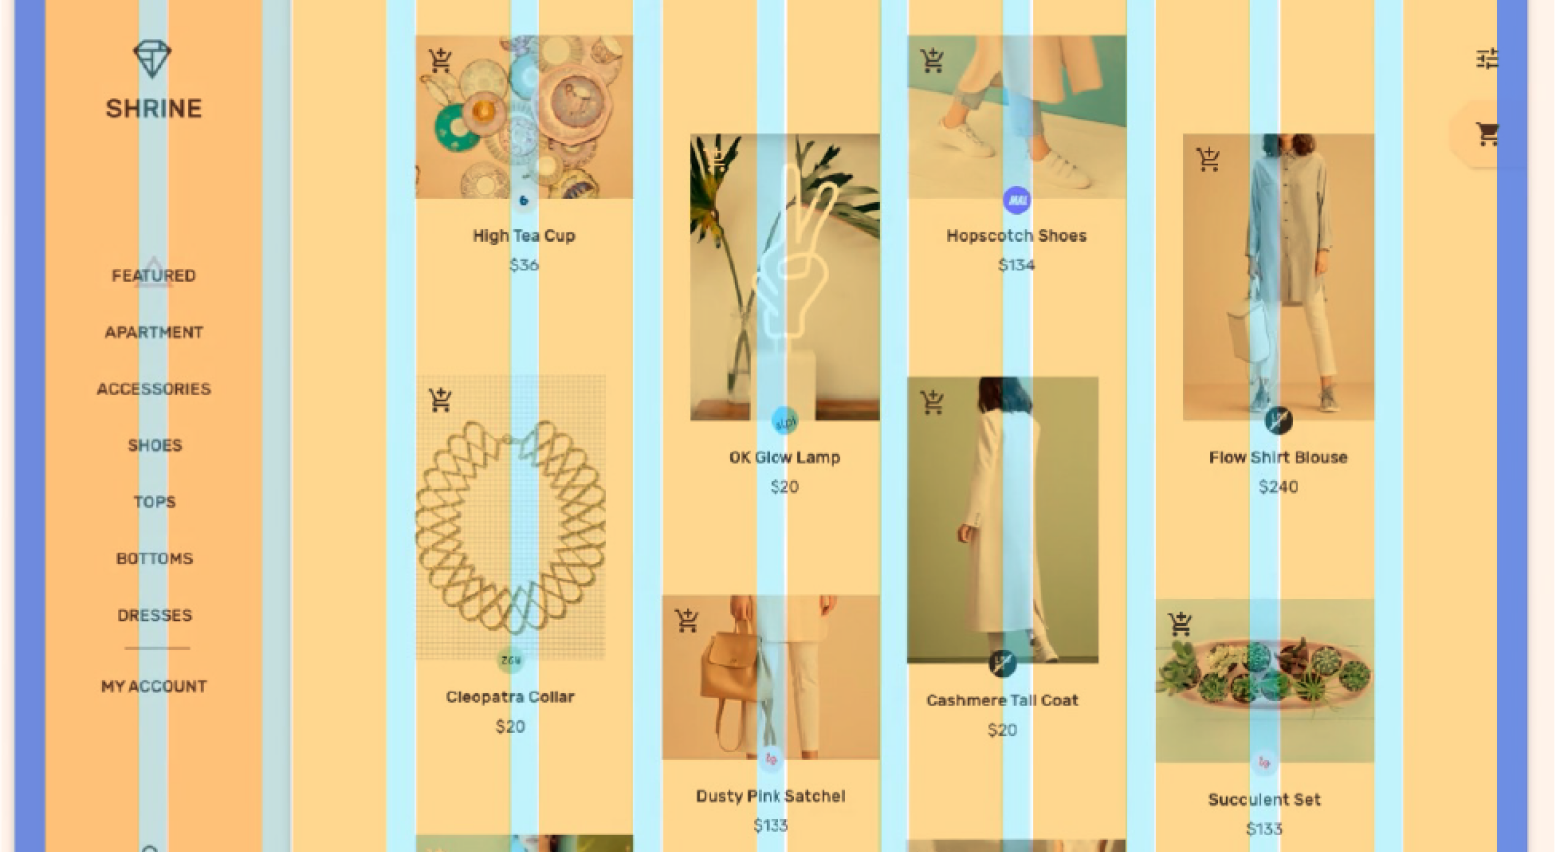 SHRINE
FEATURED
APARTMENT
ACCESSORIES
SHOES
TOPS
BOTTOMS
DRESSES
MY ACCOUNT
High Tea Cup
$36
Cleopatra Collar
$20
OK Glow Lamp
$20
Dusty Pink Satchel
$133
Hopscotch Shoes
$134
Cashmere Tall Coat
$20
Flow Shirt Blouse
$240
Succulent Set
$133